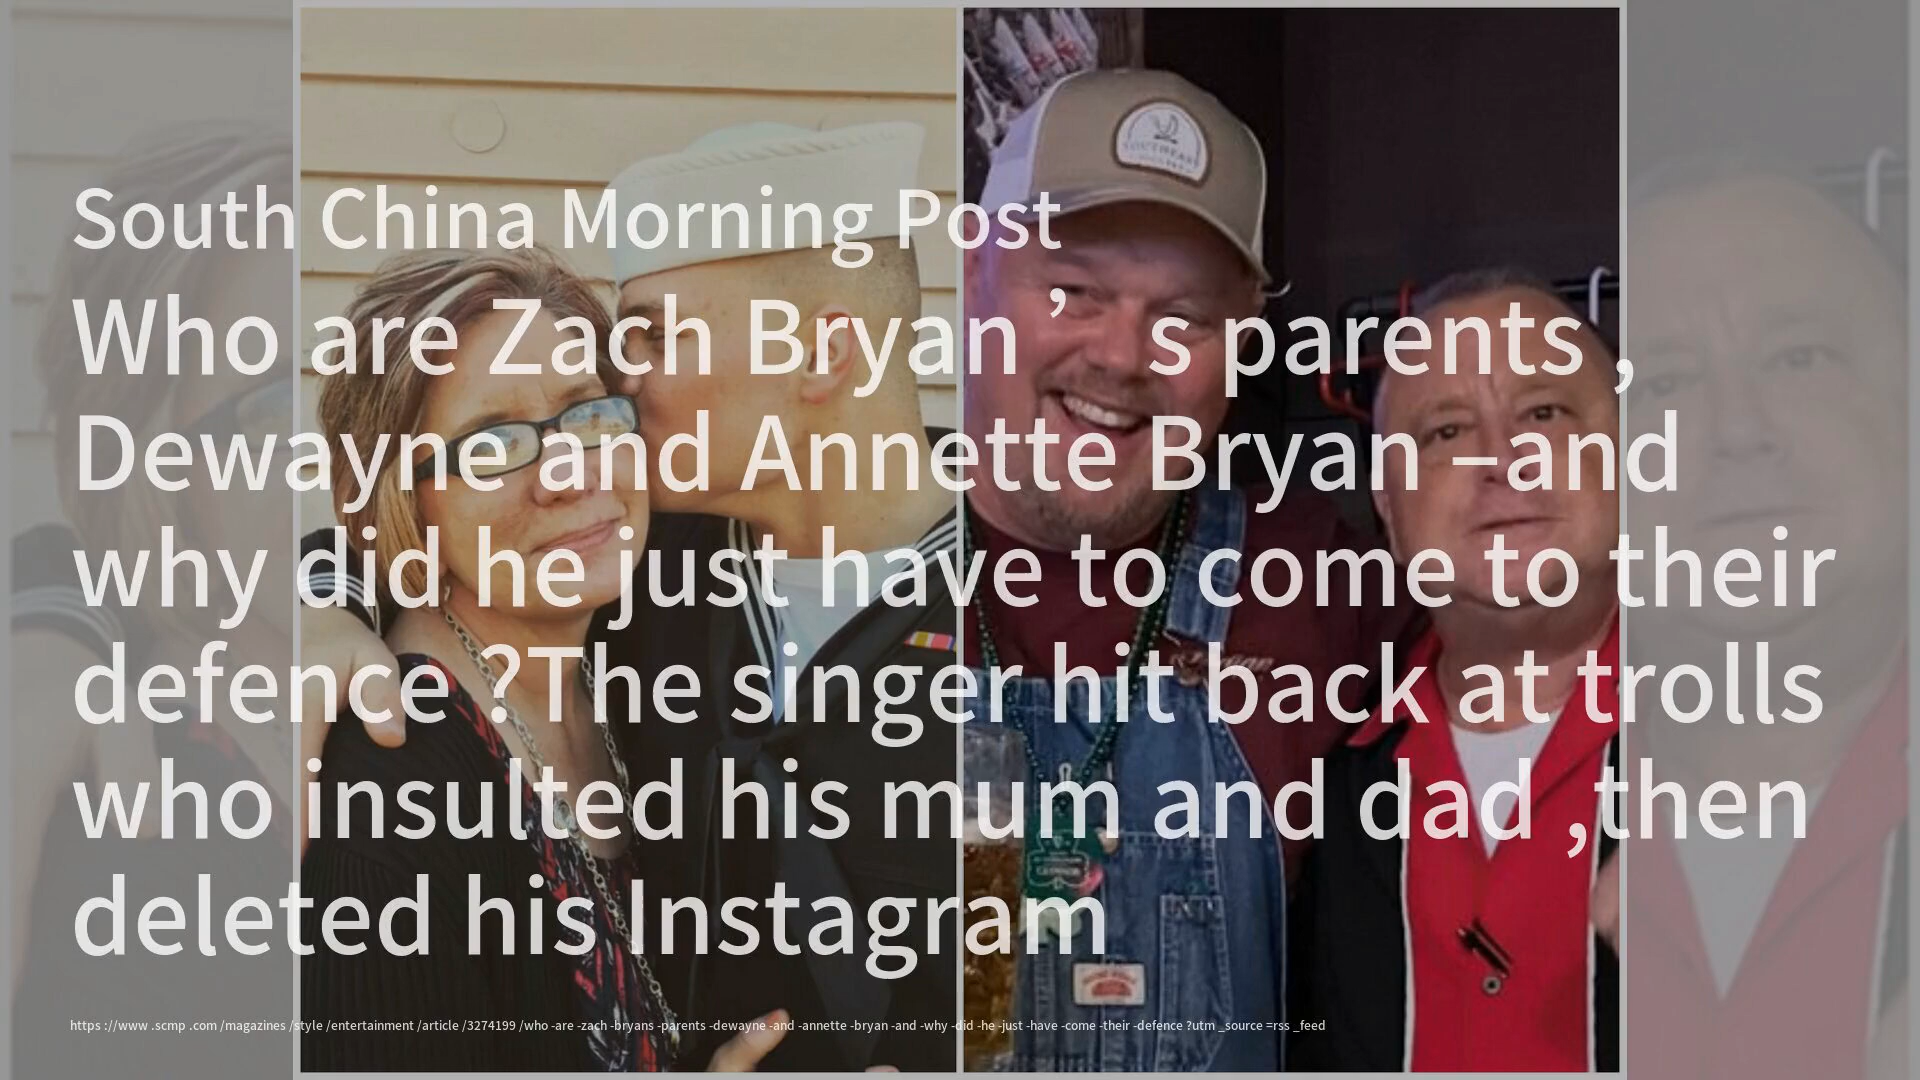 South China Morning Post
Who are Zach Bryan ’ s parents ,
Dewayne and Annette Bryan –and
why did he just have to come to their
defence ?The singer hit back at trolls
who insulted his mum and dad ,then
deleted his Instagram
https ://www .scmp .com /magazines /style /entertainment /article /3274199 /who -are -zach -bryans -parents -dewayne -and -annette -bryan -and -why -did -he -just -have -come -their -defence ?utm _source =rss _feed